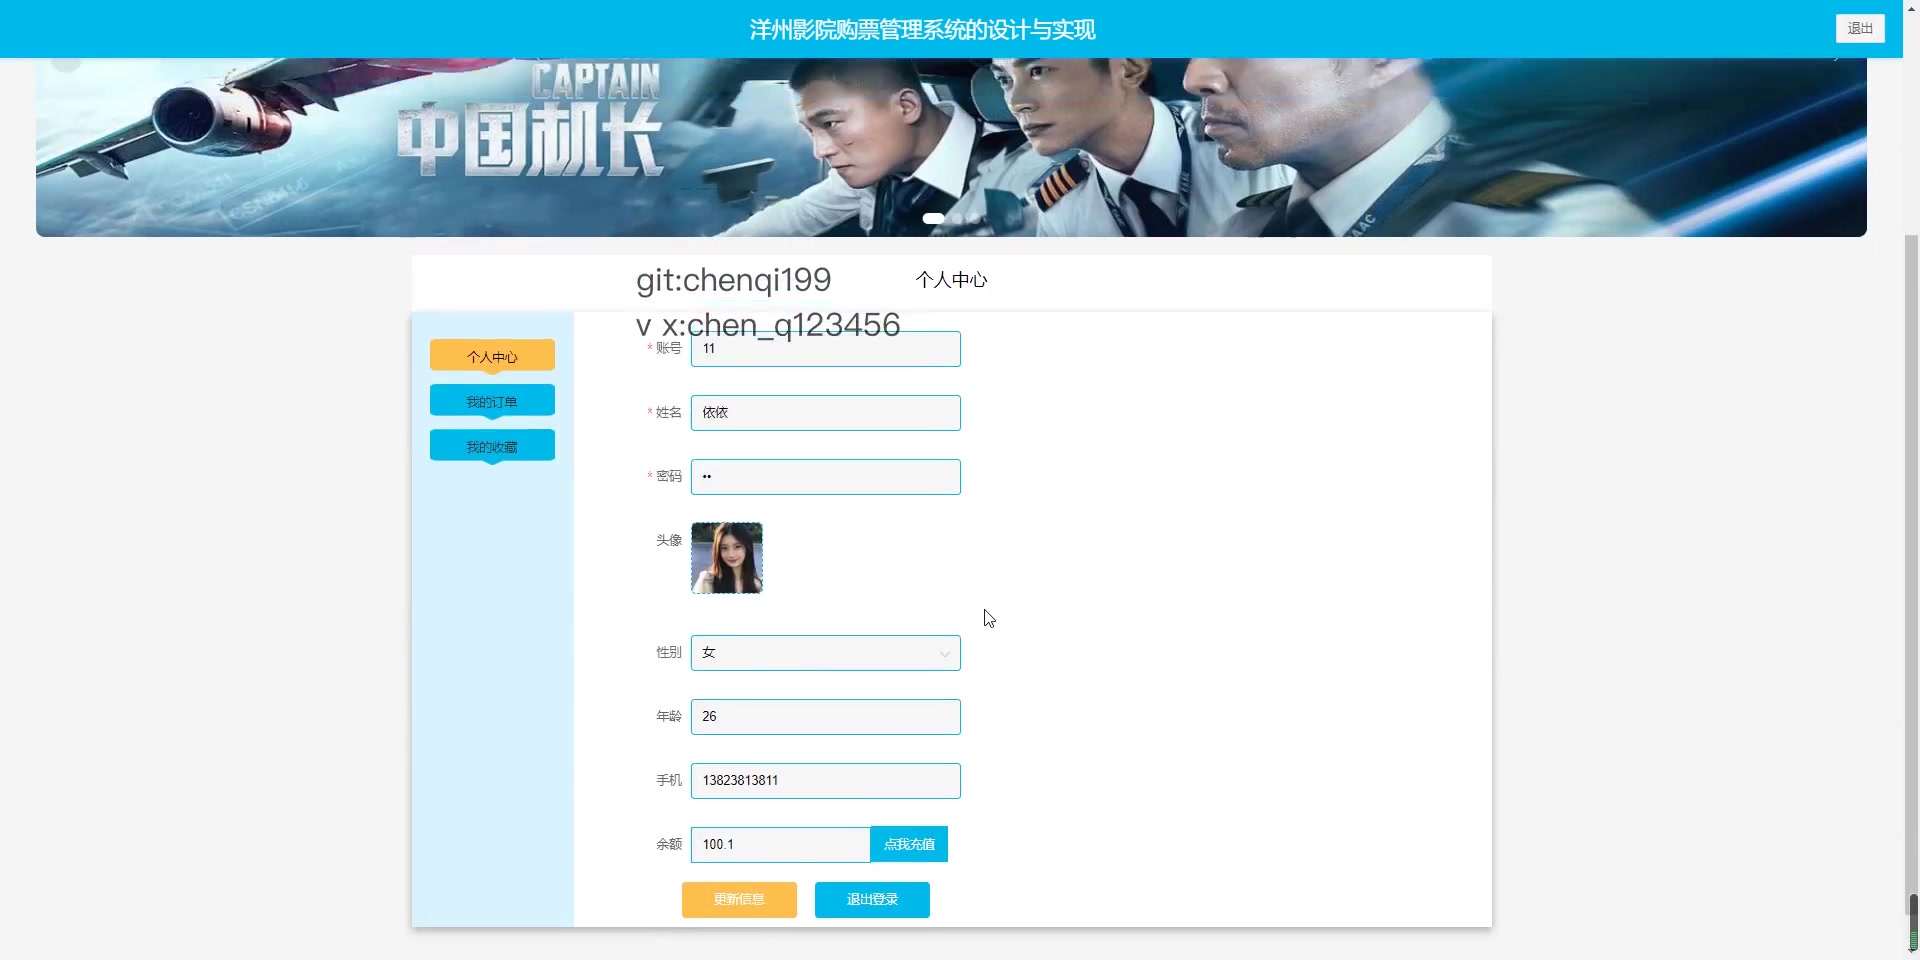 洋州影院购票管理系统的设计与实现
退出
CAPTAIN
中国机长
git:chenqi199
个人中心
v x:chen_q123456
个人中心
我的订单
我的收藏
* 账号 11
* 姓名 依依
* 密码 ••
头像
性别 女
年龄 26
手机 13823813811
余额 100.1 点我充值
更新信息 退出登录